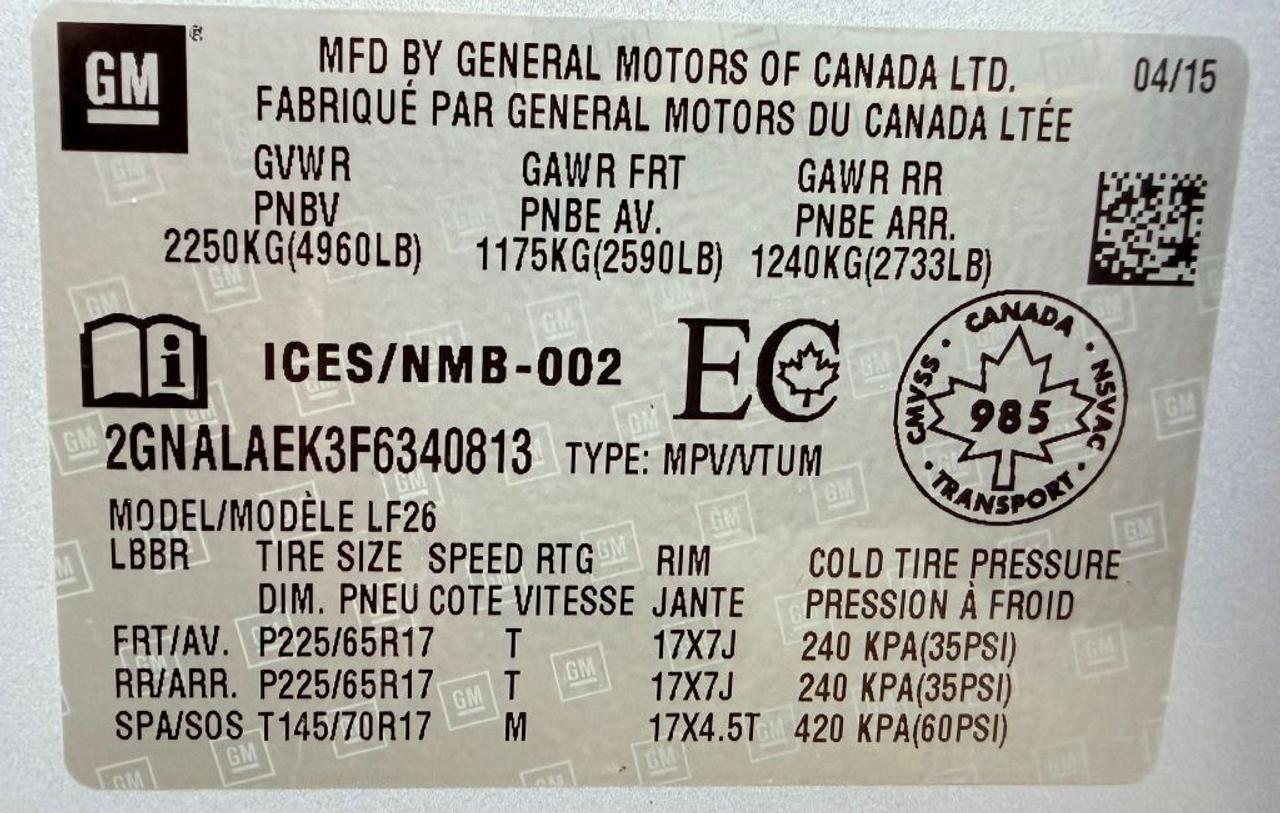 GM ®
MFD BY GENERAL MOTORS OF CANADA LTD. 04/15
FABRIQUÉ PAR GENERAL MOTORS DU CANADA LTÉE
GVWR GAWR FRT GAWR RR
PNBV PNBE AV. PNBE ARR.
2250KG(4960LB) 1175KG(2590LB) 1240KG(2733LB)
i ICES/NMB-002 EC
CANADA
CMVSS · 985 · NSVAC
TRANSPORT
2GNALAEK3F6340813 TYPE: MPV/VTUM
MODEL/MODÈLE LF26
LBBR TIRE SIZE SPEED RTG RIM COLD TIRE PRESSURE
DIM. PNEU COTE VITESSE JANTE PRESSION À FROID
FRT/AV. P225/65R17 T 17X7J 240 KPA(35PSI)
RR/ARR. P225/65R17 T 17X7J 240 KPA(35PSI)
SPA/SOS T145/70R17 M 17X4.5T 420 KPA(60PSI)